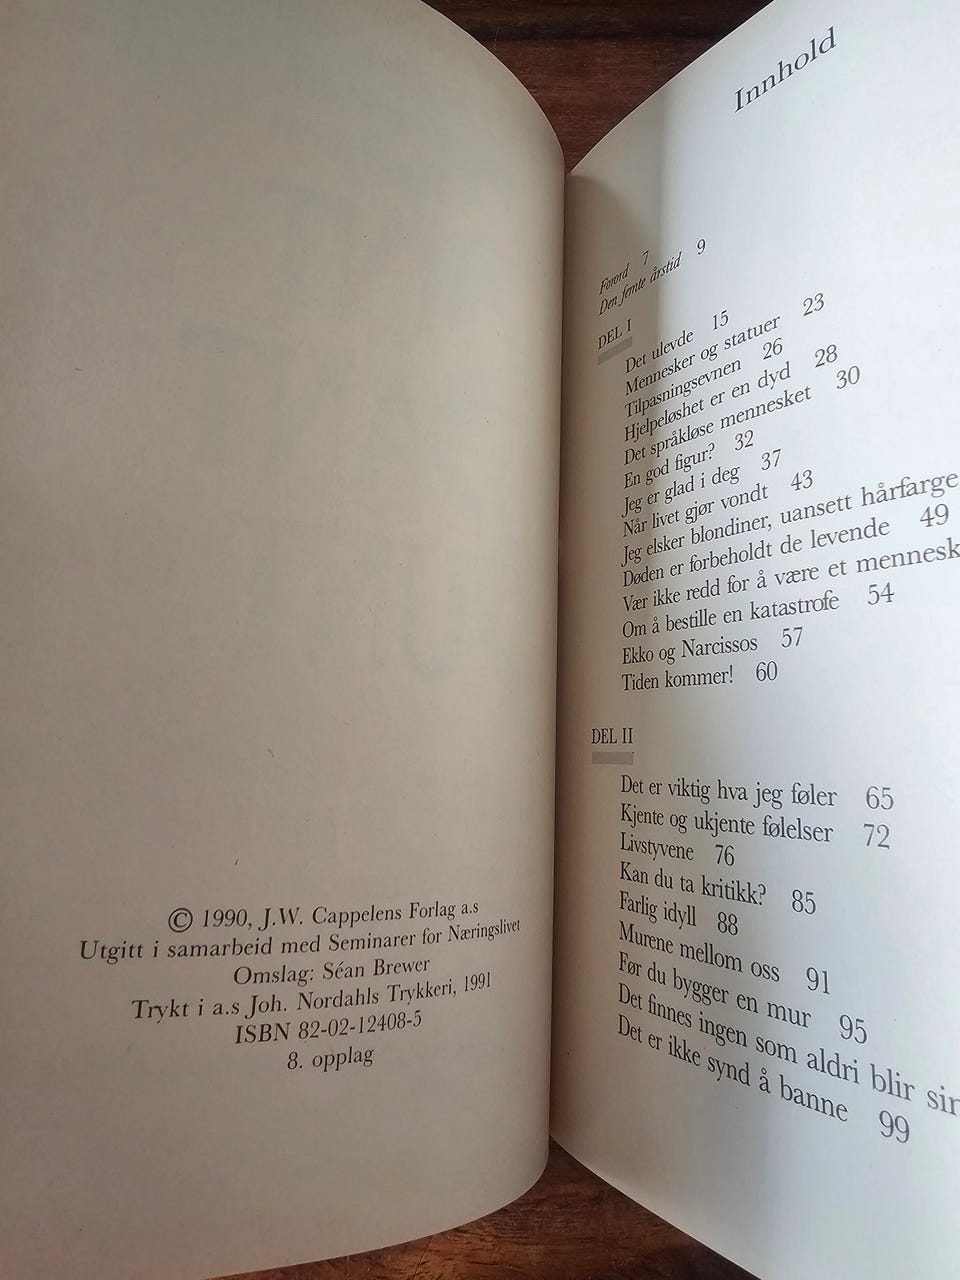 © 1990, J.W. Cappelens Forlag a.s
Utgitt i samarbeid med Seminarer for Næringslivet
Omslag: Séan Brewer
Trykt i a.s Joh. Nordahls Trykkeri, 1991
ISBN 82-02-12408-5
8. opplag
Innhold
Forord 7
Den femte årstid 9
DEL I
Det ulevde 15
Mennesker og statuer 23
Tilpasningsevnen 26
Hjelpeløshet er en dyd 28
Det språkløse mennesket 30
En god figur? 32
Jeg er glad i deg 37
Når livet gjør vondt 43
Jeg elsker blondiner, uansett hårfarge
Døden er forbeholdt de levende 49
Vær ikke redd for å være et mennesk
Om å bestille en katastrofe 54
Ekko og Narcissos 57
Tiden kommer! 60
DEL II
Det er viktig hva jeg føler 65
Kjente og ukjente følelser 72
Livstyvene 76
Kan du ta kritikk? 85
Farlig idyll 88
Murene mellom oss 91
Før du bygger en mur 95
Det finnes ingen som aldri blir sin
Det er ikke synd å banne 99